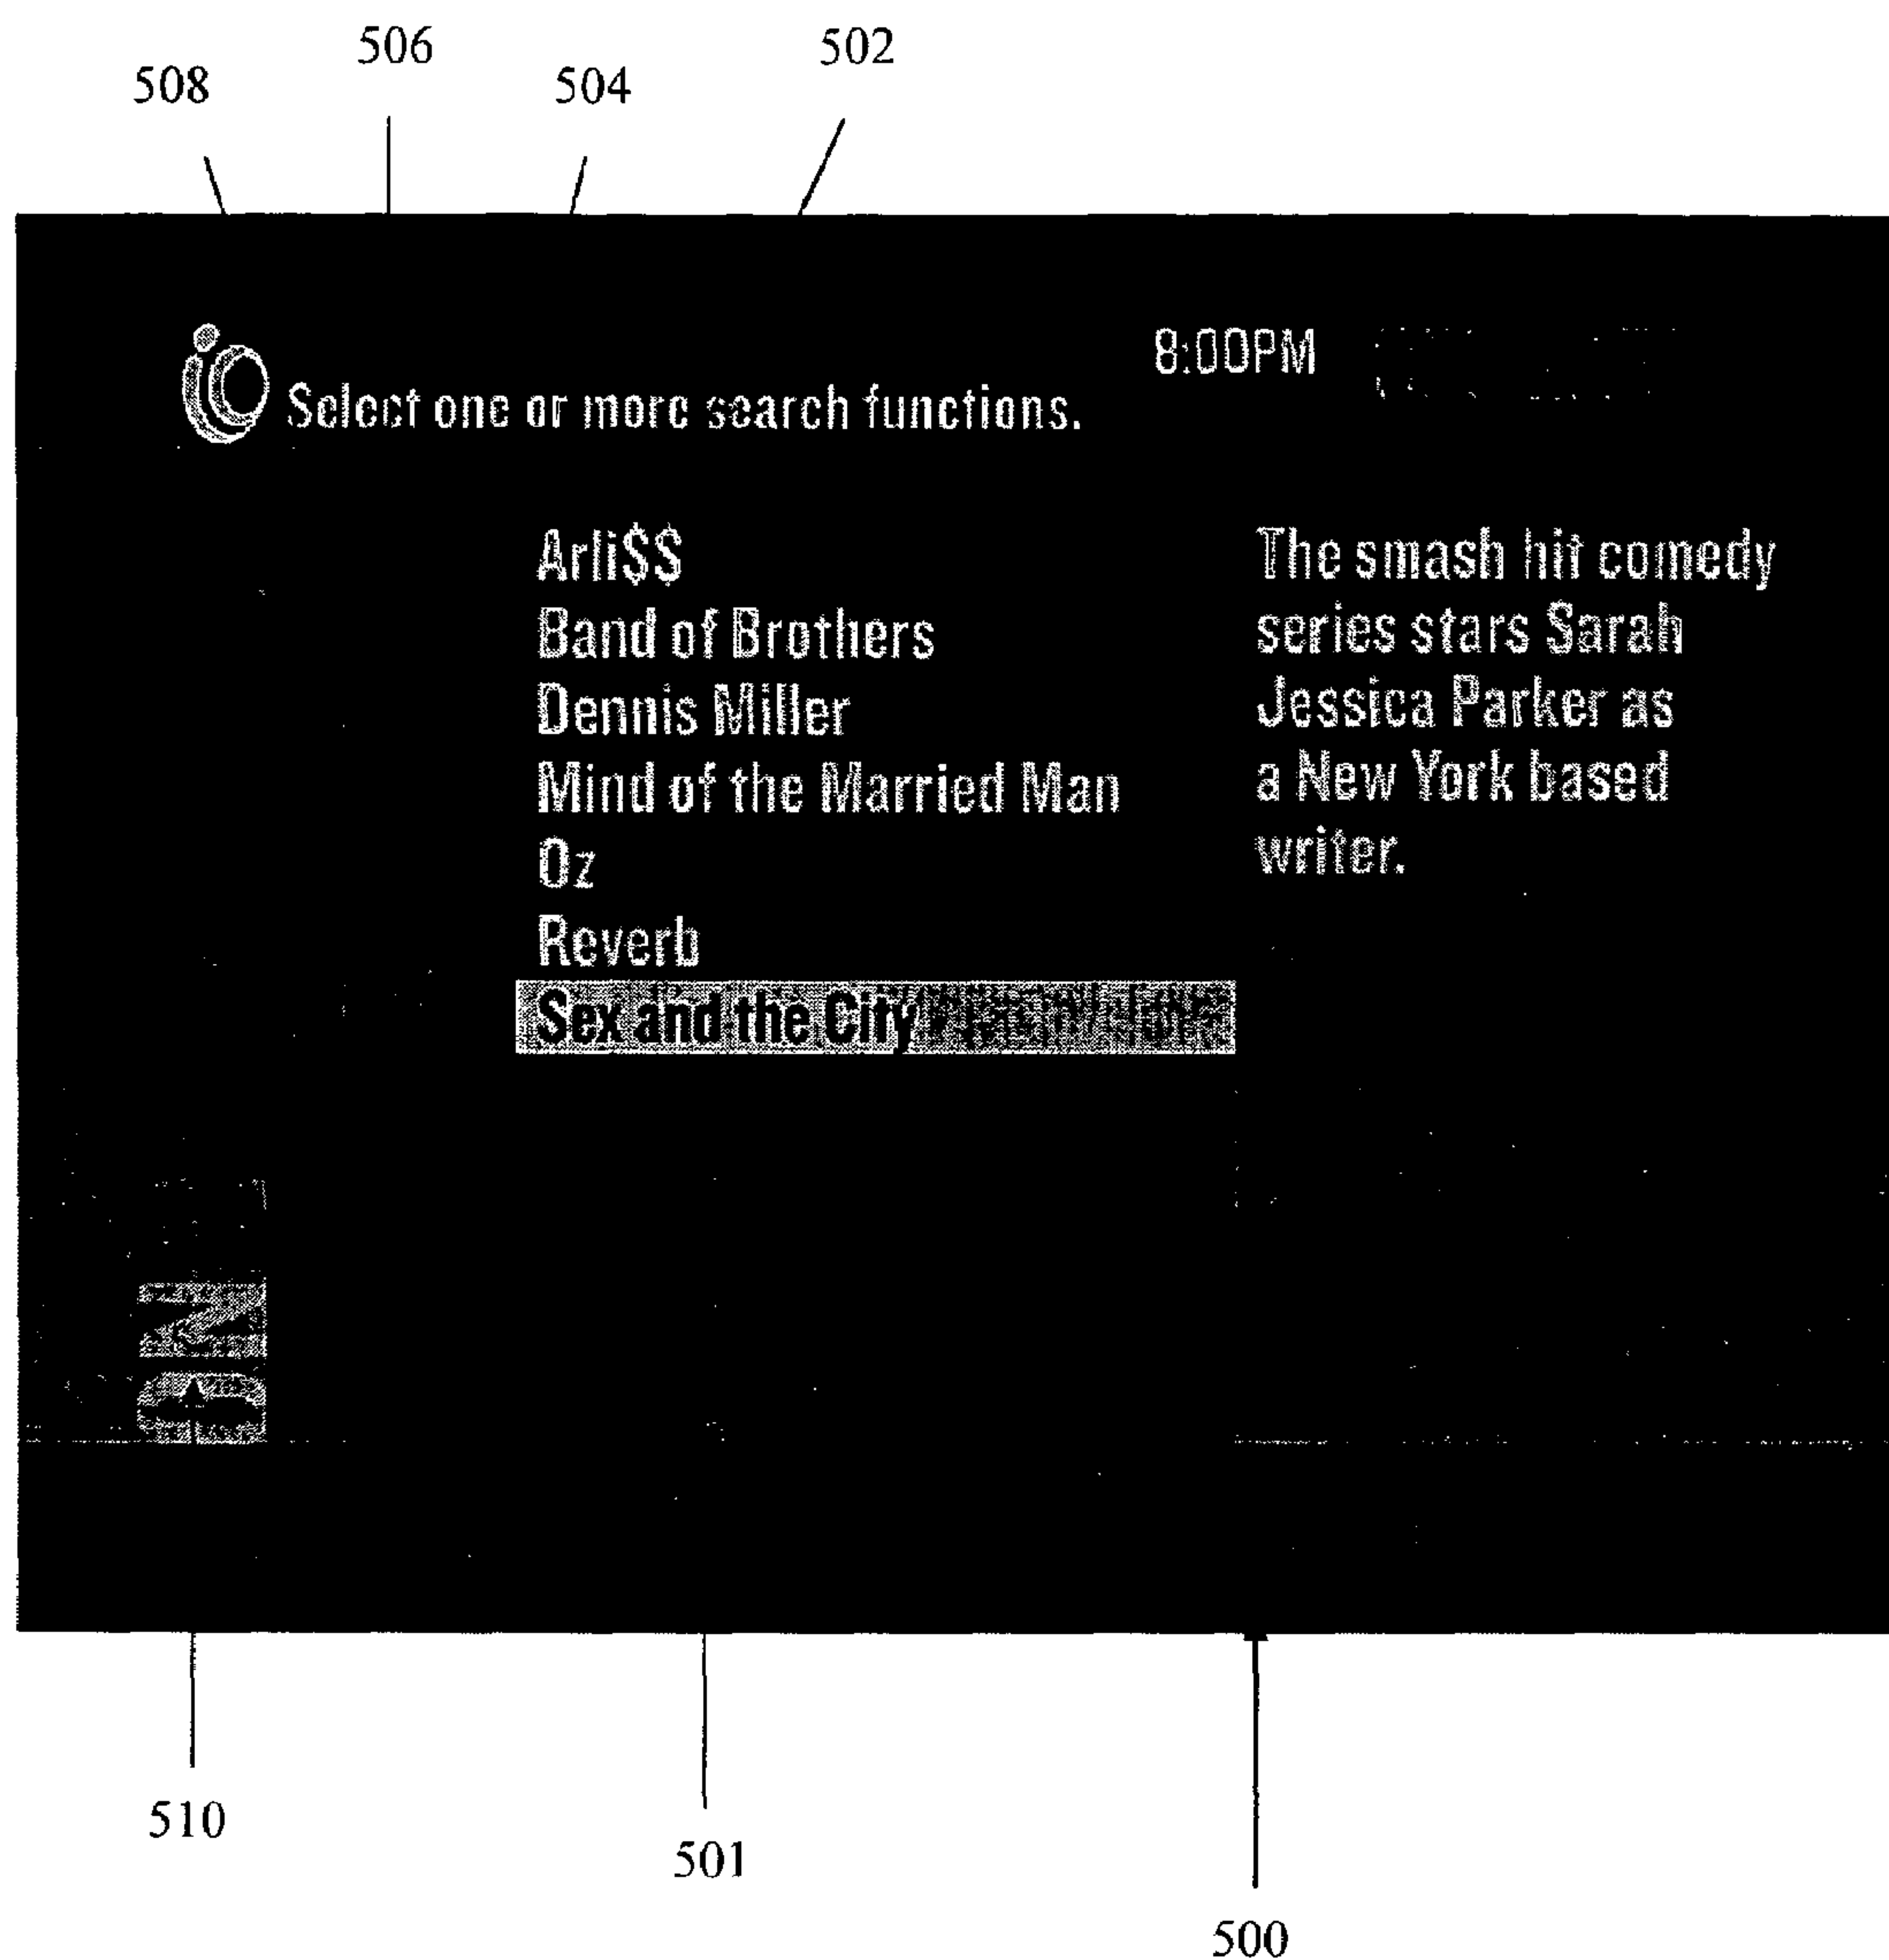 506
502
508
504
8:00PM
Select one or more search functions.
Arli$$
Band of Brothers
Dennis Miller
Mind of the Married Man
Oz
Reverb
Sex and the City
The smash hit comedy
series stars Sarah
Jessica Parker as
a New York based
writer.
510
501
500